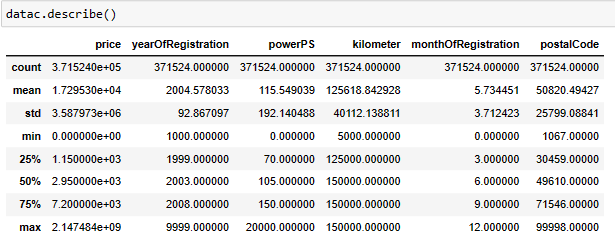 datac.describe()
price yearOfRegistration powerPS kilometer monthOfRegistration postalCode
count 3.715240e+05 371524.000000 371524.000000 371524.000000 371524.000000 371524.00000
mean 1.729530e+04 2004.578033 115.549039 125618.842928 5.734451 50820.49427
std 3.587973e+06 92.867097 192.140488 40112.138811 3.712423 25799.08841
min 0.000000e+00 1000.000000 0.000000 5000.000000 0.000000 1067.00000
25% 1.150000e+03 1999.000000 70.000000 125000.000000 3.000000 30459.00000
50% 2.950000e+03 2003.000000 105.000000 150000.000000 6.000000 49610.00000
75% 7.200000e+03 2008.000000 150.000000 150000.000000 9.000000 71546.00000
max 2.147484e+09 9999.000000 20000.000000 150000.000000 12.000000 99998.00000